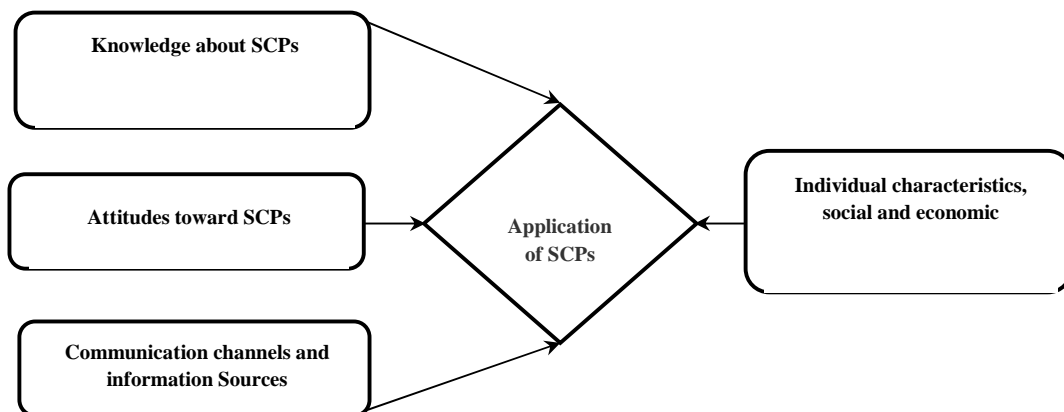 Knowledge about SCPs
Attitudes toward SCPs
Communication channels and
information Sources
Application
of SCPs
Individual characteristics,
social and economic